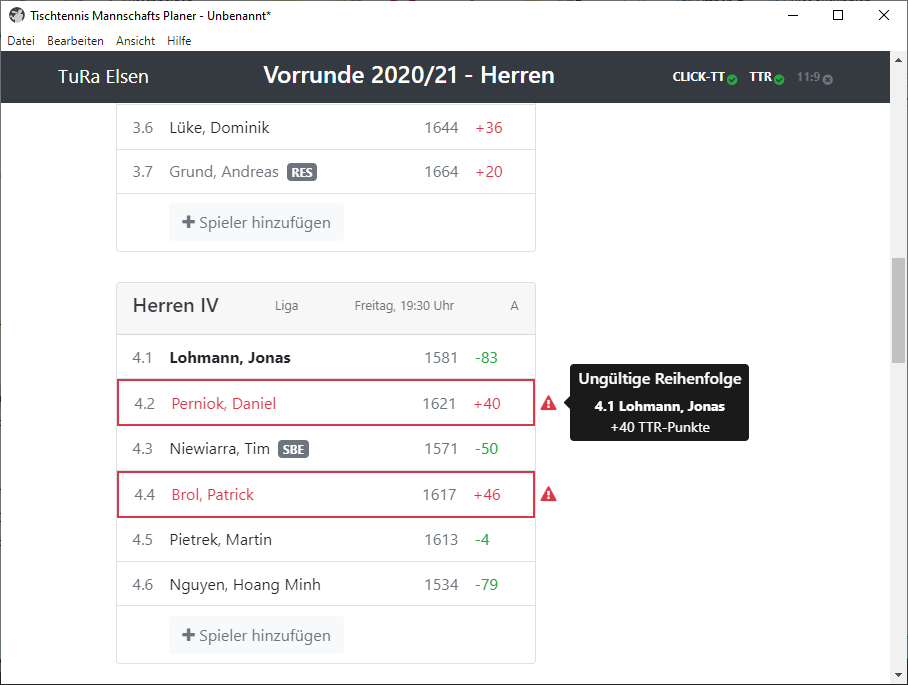 Tischtennis Mannschafts Planer - Unbenannt*
Datei Bearbeiten Ansicht Hilfe
TuRa Elsen Vorrunde 2020/21 - Herren CLICK-TT TTR 11:9
3.6 Lüke, Dominik 1644 +36
3.7 Grund, Andreas RES 1664 +20
+ Spieler hinzufügen
Herren IV Liga Freitag, 19:30 Uhr A
4.1 Lohmann, Jonas 1581 -83
4.2 Perniok, Daniel 1621 +40
Ungültige Reihenfolge
4.1 Lohmann, Jonas
+40 TTR-Punkte
4.3 Niewiarra, Tim SBE 1571 -50
4.4 Brol, Patrick 1617 +46
4.5 Pietrek, Martin 1613 -4
4.6 Nguyen, Hoang Minh 1534 -79
+ Spieler hinzufügen